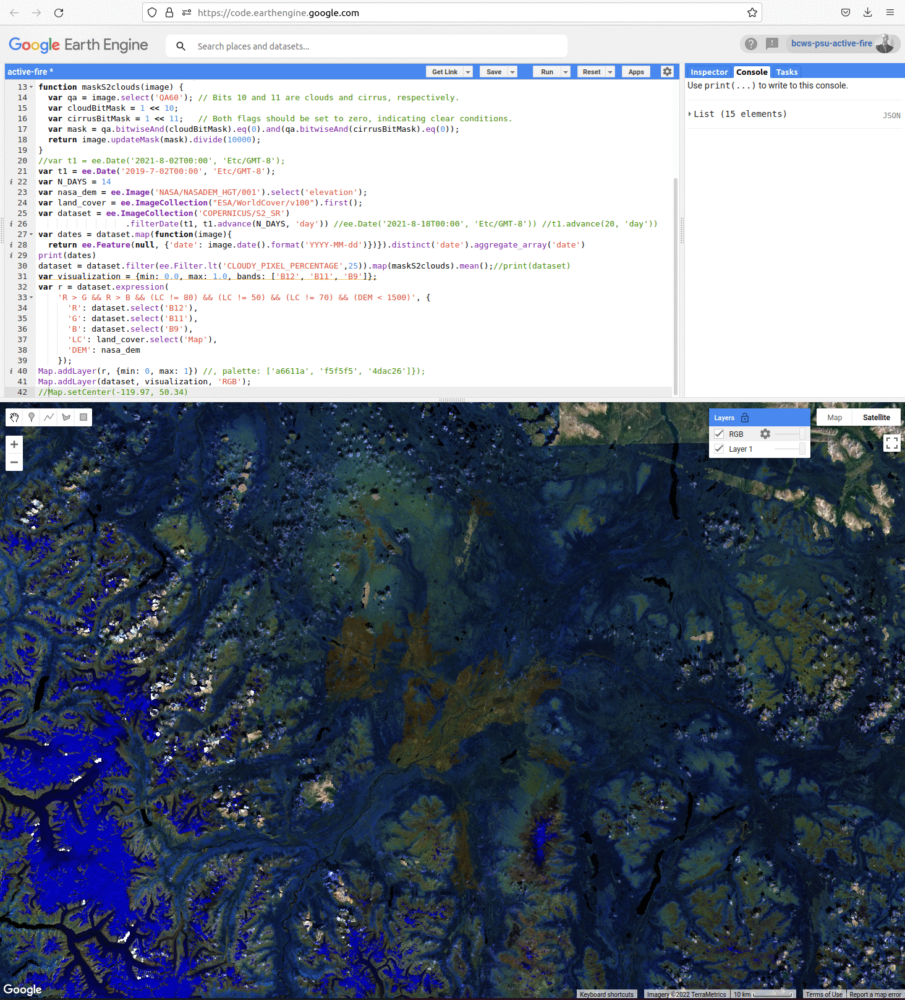 https://code.earthengine.google.com
Google Earth Engine
Search places and datasets...
bcws-psu-active-fire
active-fire *
Get Link
Save
Run
Reset
Apps
Inspector
Console
Tasks
Use print(...) to write to this console.
List (15 elements)
JSON
13 function maskS2clouds(image) {
14 var qa = image.select('QA60'); // Bits 10 and 11 are clouds and cirrus, respectively.
15 var cloudBitMask = 1 << 10;
16 var cirrusBitMask = 1 << 11; // Both flags should be set to zero, indicating clear conditions.
17 var mask = qa.bitwiseAnd(cloudBitMask).eq(0).and(qa.bitwiseAnd(cirrusBitMask).eq(0));
18 return image.updateMask(mask).divide(10000);
19 }
20 //var t1 = ee.Date('2021-8-02T00:00', 'Etc/GMT-8');
21 var t1 = ee.Date('2019-7-02T00:00', 'Etc/GMT-8');
i 22 var N_DAYS = 14
23 var nasa_dem = ee.Image('NASA/NASADEM_HGT/001').select('elevation');
24 var land_cover = ee.ImageCollection("ESA/WorldCover/v100").first();
25 var dataset = ee.ImageCollection('COPERNICUS/S2_SR')
i 26 .filterDate(t1, t1.advance(N_DAYS, 'day')) //ee.Date('2021-8-18T00:00', 'Etc/GMT-8')) //t1.advance(20, 'day'))
27 var dates = dataset.map(function(image){
i 28 return ee.Feature(null, {'date': image.date().format('YYYY-MM-dd')})}).distinct('date').aggregate_array('date')
i 29 print(dates)
30 dataset = dataset.filter(ee.Filter.lt('CLOUDY_PIXEL_PERCENTAGE',25)).map(maskS2clouds).mean();//print(dataset)
31 var visualization = {min: 0.0, max: 1.0, bands: ['B12', 'B11', 'B9']};
32 var r = dataset.expression(
33 'R > G && R > B && (LC != 80) && (LC != 50) && (LC != 70) && (DEM < 1500)', {
34 'R': dataset.select('B12'),
35 'G': dataset.select('B11'),
36 'B': dataset.select('B9'),
37 'LC': land_cover.select('Map'),
38 'DEM': nasa_dem
39 });
i 40 Map.addLayer(r, {min: 0, max: 1}) //, palette: ['a6611a', 'f5f5f5', '4dac26']});
41 Map.addLayer(dataset, visualization, 'RGB');
42 //Map.setCenter(-119.97, 50.34)
Layers
RGB
Layer 1
Map
Satellite
Google
Keyboard shortcuts
Imagery ©2022 TerraMetrics
10 km
Terms of Use
Report a map error